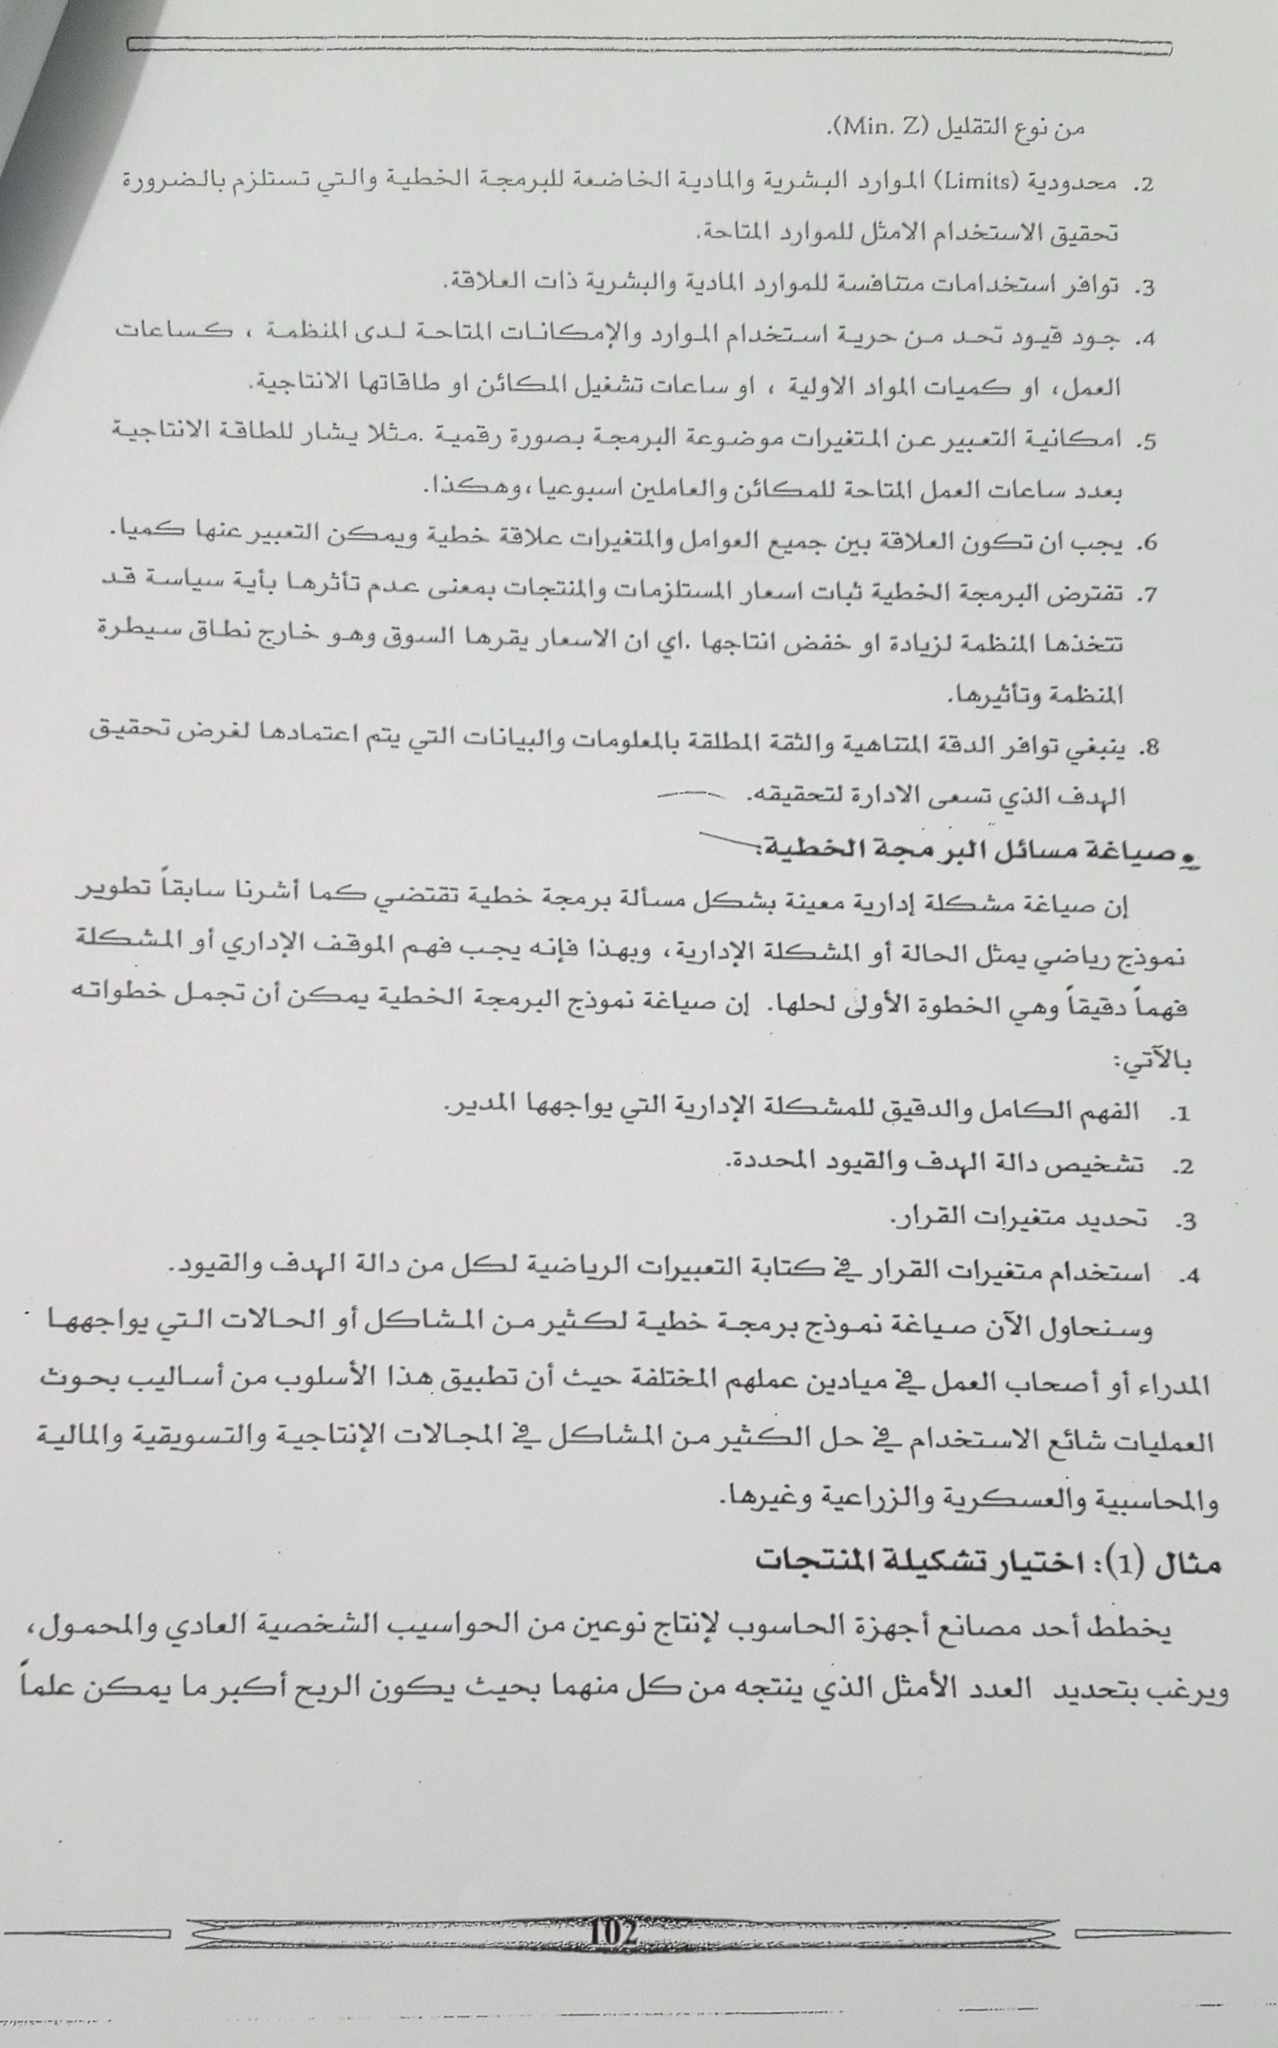 من نوع التقليل (Min. Z).
2. محدودية (Limits) الموارد البشرية والمادية الخاضعة للبرمجة الخطية والتي تستلزم بالضرورة
تحقيق الاستخدام الامثل للموارد المتاحة.
3. توافر استخدامات متنافسة للموارد المادية والبشرية ذات العلاقة.
4. جود قيود تحد من حرية استخدام الموارد والإمكانات المتاحة لدى المنظمة ، كساعات
العمل، او كميات المواد الاولية ، او ساعات تشغيل المكائن او طاقاتها الانتاجية.
5. امكانية التعبير عن المتغيرات موضوعة البرمجة بصورة رقمية .مثلا يشار للطاقة الانتاجية
بعدد ساعات العمل المتاحة للمكائن والعاملين اسبوعيا ،وهكذا.
6. يجب ان تكون العلاقة بين جميع العوامل والمتغيرات علاقة خطية ويمكن التعبير عنها كميا.
7. تفترض البرمجة الخطية ثبات اسعار المستلزمات والمنتجات بمعنى عدم تأثرها بأية سياسة قد
تتخذها المنظمة لزيادة او خفض انتاجها .اي ان الاسعار يقرها السوق وهو خارج نطاق سيطرة
المنظمة وتأثيرها.
8. ينبغي توافر الدقة المتناهية والثقة المطلقة بالمعلومات والبيانات التي يتم اعتمادها لغرض تحقيق
الهدف الذي تسعى الادارة لتحقيقه.
• صياغة مسائل البرمجة الخطية:
إن صياغة مشكلة إدارية معينة بشكل مسألة برمجة خطية تقتضي كما أشرنا سابقاً تطوير
نموذج رياضي يمثل الحالة أو المشكلة الإدارية، وبهذا فإنه يجب فهم الموقف الإداري أو المشكلة
فهماً دقيقاً وهي الخطوة الأولى لحلها. إن صياغة نموذج البرمجة الخطية يمكن أن تجمل خطواته
بالآتي:
1. الفهم الكامل والدقيق للمشكلة الإدارية التي يواجهها المدير.
2. تشخيص دالة الهدف والقيود المحددة.
3. تحديد متغيرات القرار.
4. استخدام متغيرات القرار في كتابة التعبيرات الرياضية لكل من دالة الهدف والقيود.
وسنحاول الآن صياغة نموذج برمجة خطية لكثير من المشاكل أو الحالات التي يواجهها
المدراء أو أصحاب العمل في ميادين عملهم المختلفة حيث أن تطبيق هذا الأسلوب من أساليب بحوث
العمليات شائع الاستخدام في حل الكثير من المشاكل في المجالات الإنتاجية والتسويقية والمالية
والمحاسبية والعسكرية والزراعية وغيرها.
مثال (1): اختيار تشكيلة المنتجات
يخطط أحد مصانع أجهزة الحاسوب لإنتاج نوعين من الحواسيب الشخصية العادي والمحمول،
ويرغب بتحديد العدد الأمثل الذي ينتجه من كل منهما بحيث يكون الربح أكبر ما يمكن علماً
102